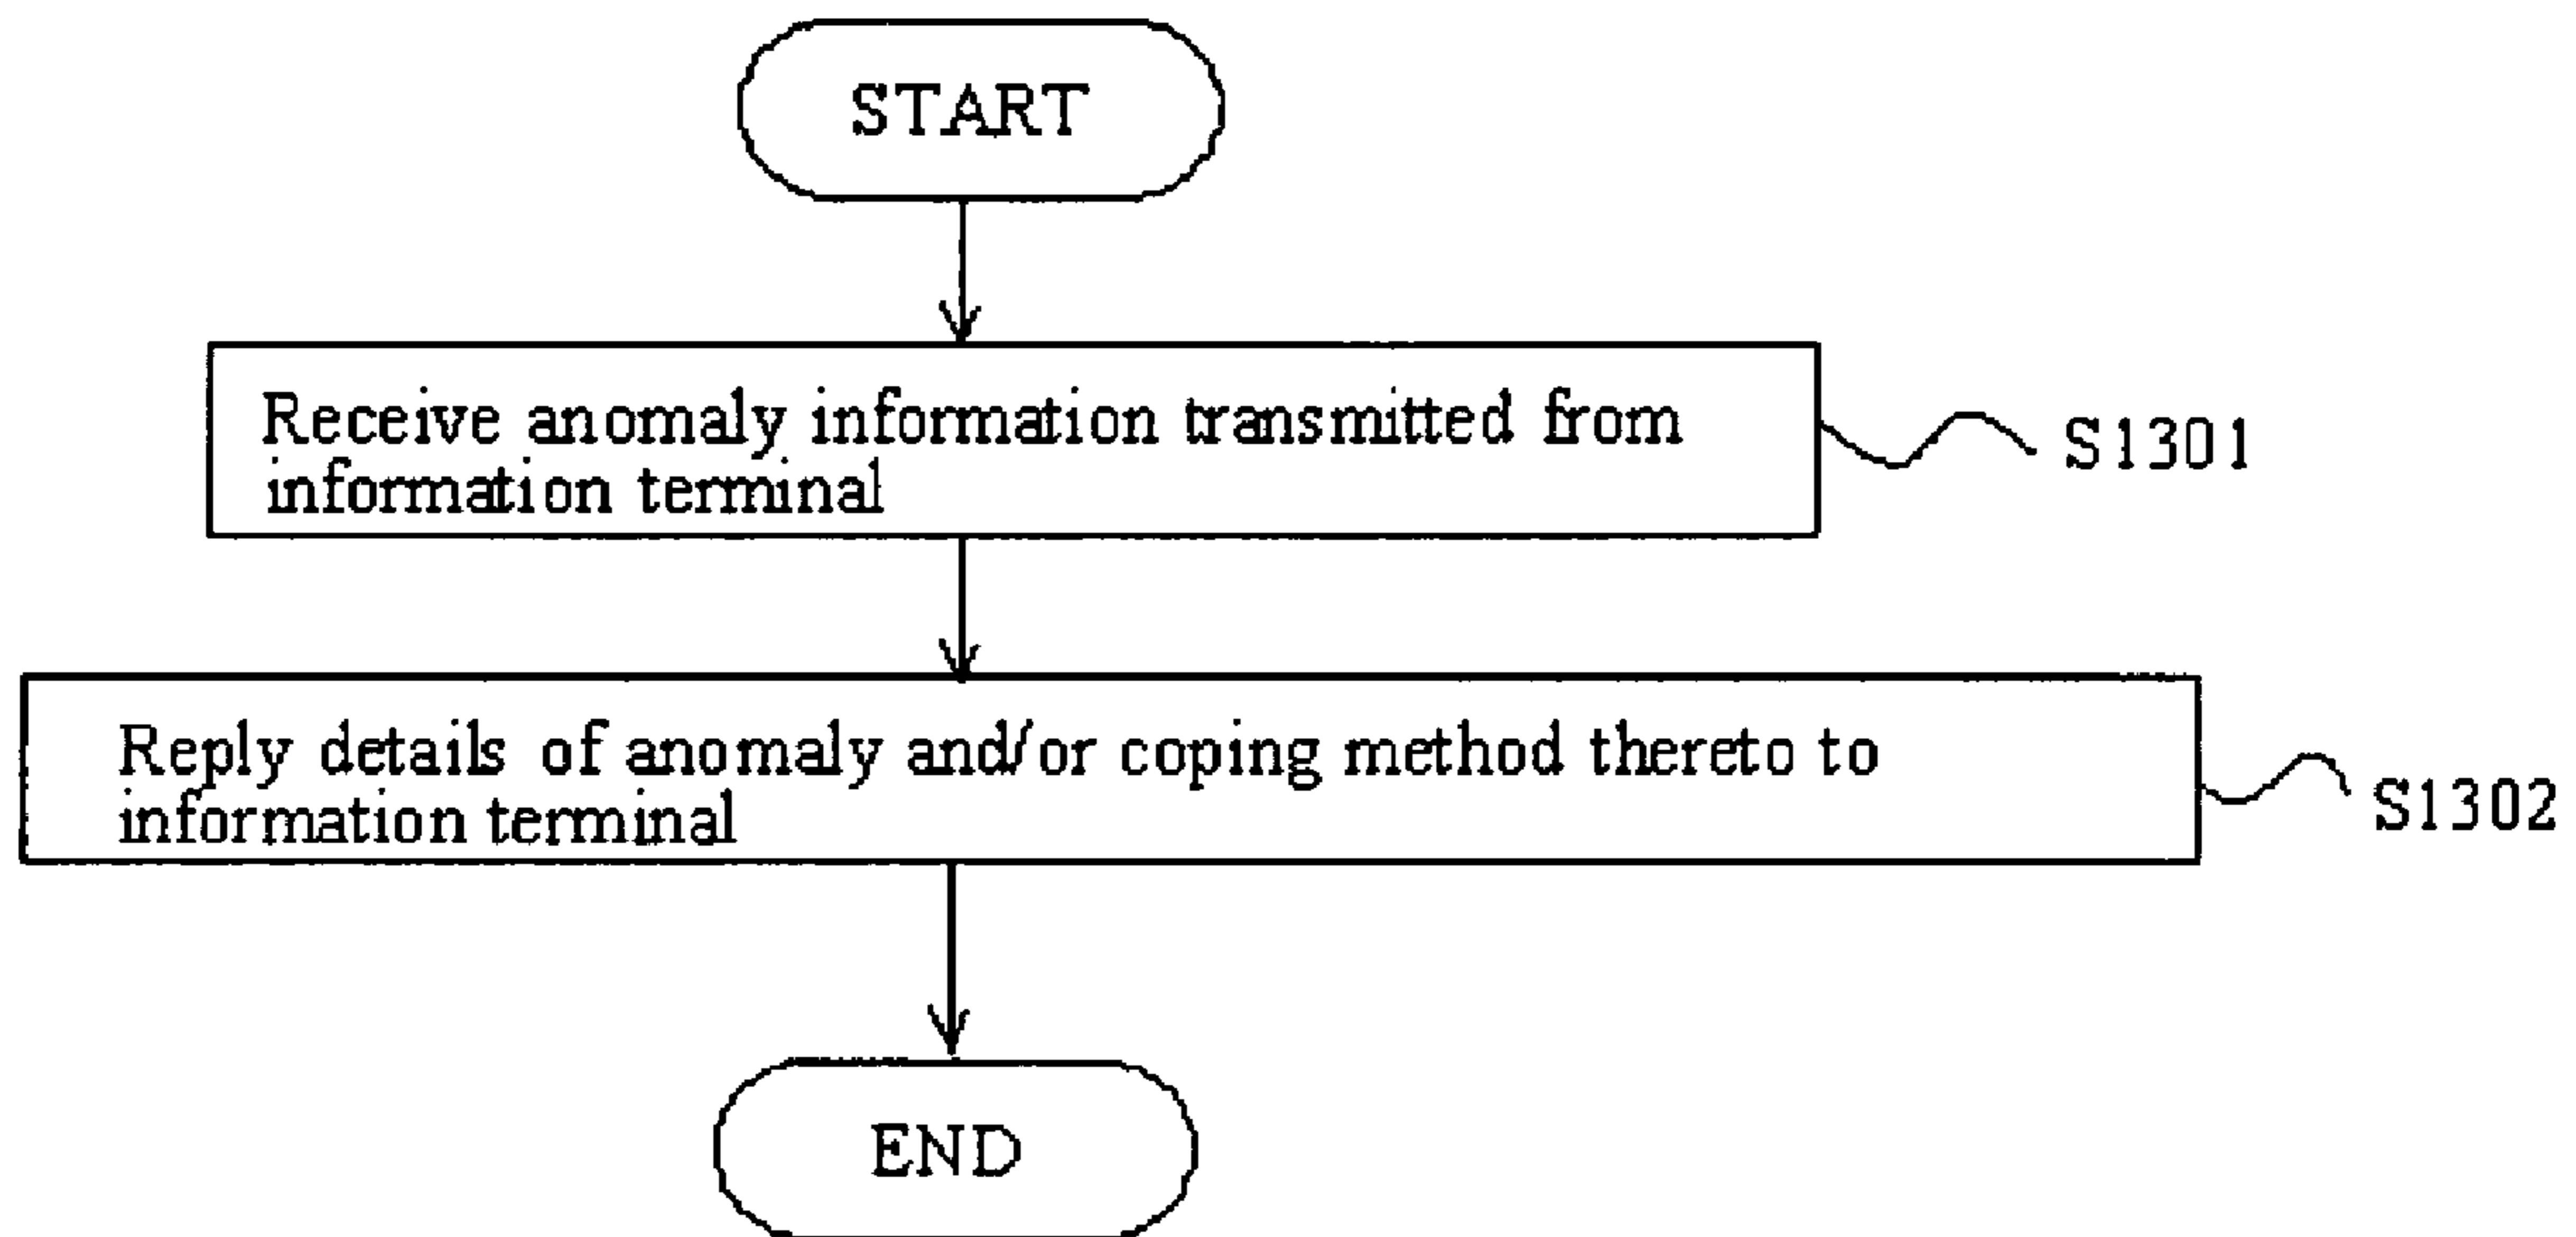 START
Receive anomaly information transmitted from
information terminal
S1301
Reply details of anomaly and/or coping method thereto to
information terminal
S1302
END